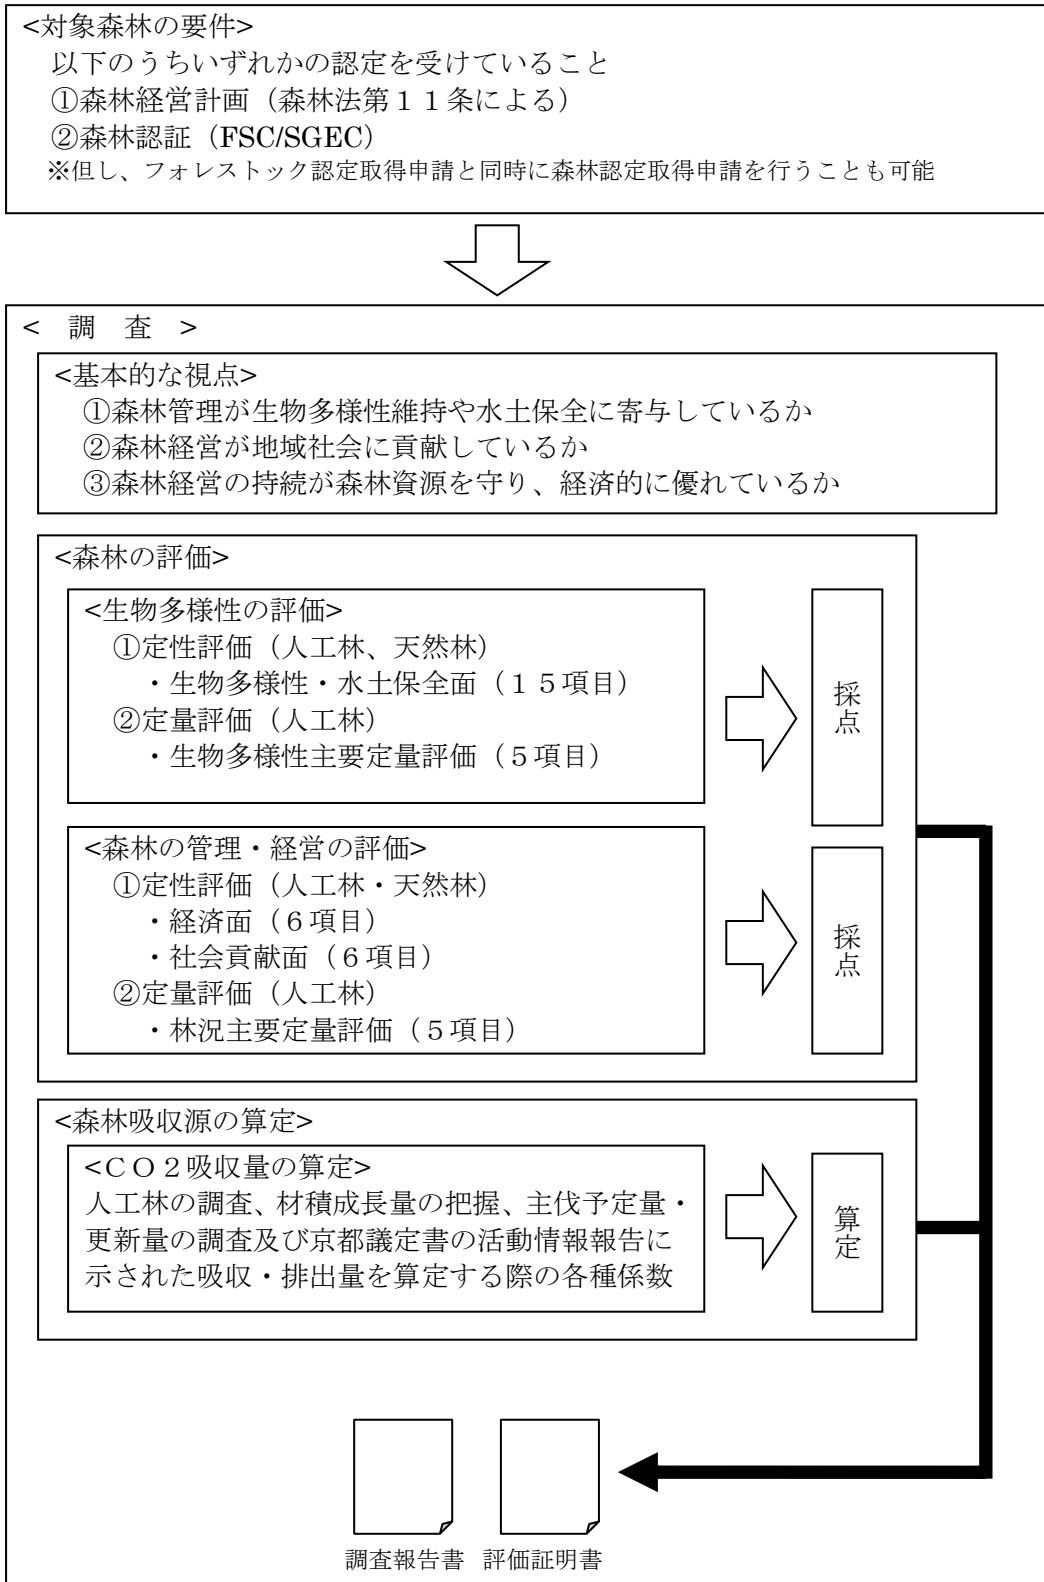 <対象森林の要件>
以下のうちいずれかの認定を受けていること
①森林経営計画（森林法第１１条による）
②森林認証（FSC/SGEC）
※但し、フォレストック認定取得申請と同時に森林認定取得申請を行うことも可能
<　調　査　>
<基本的な視点>
①森林管理が生物多様性維持や水土保全に寄与しているか
②森林経営が地域社会に貢献しているか
③森林経営の持続が森林資源を守り、経済的に優れているか
<森林の評価>
<生物多様性の評価>
①定性評価（人工林、天然林）
・生物多様性・水土保全面（１５項目）
②定量評価（人工林）
・生物多様性主要定量評価（５項目）
採点
<森林の管理・経営の評価>
①定性評価（人工林・天然林）
・経済面（６項目）
・社会貢献面（６項目）
②定量評価（人工林）
・林況主要定量評価（５項目）
採点
<森林吸収源の算定>
<ＣＯ２吸収量の算定>
人工林の調査、材積成長量の把握、主伐予定量・
更新量の調査及び京都議定書の活動情報報告に
示された吸収・排出量を算定する際の各種係数
算定
調査報告書　評価証明書